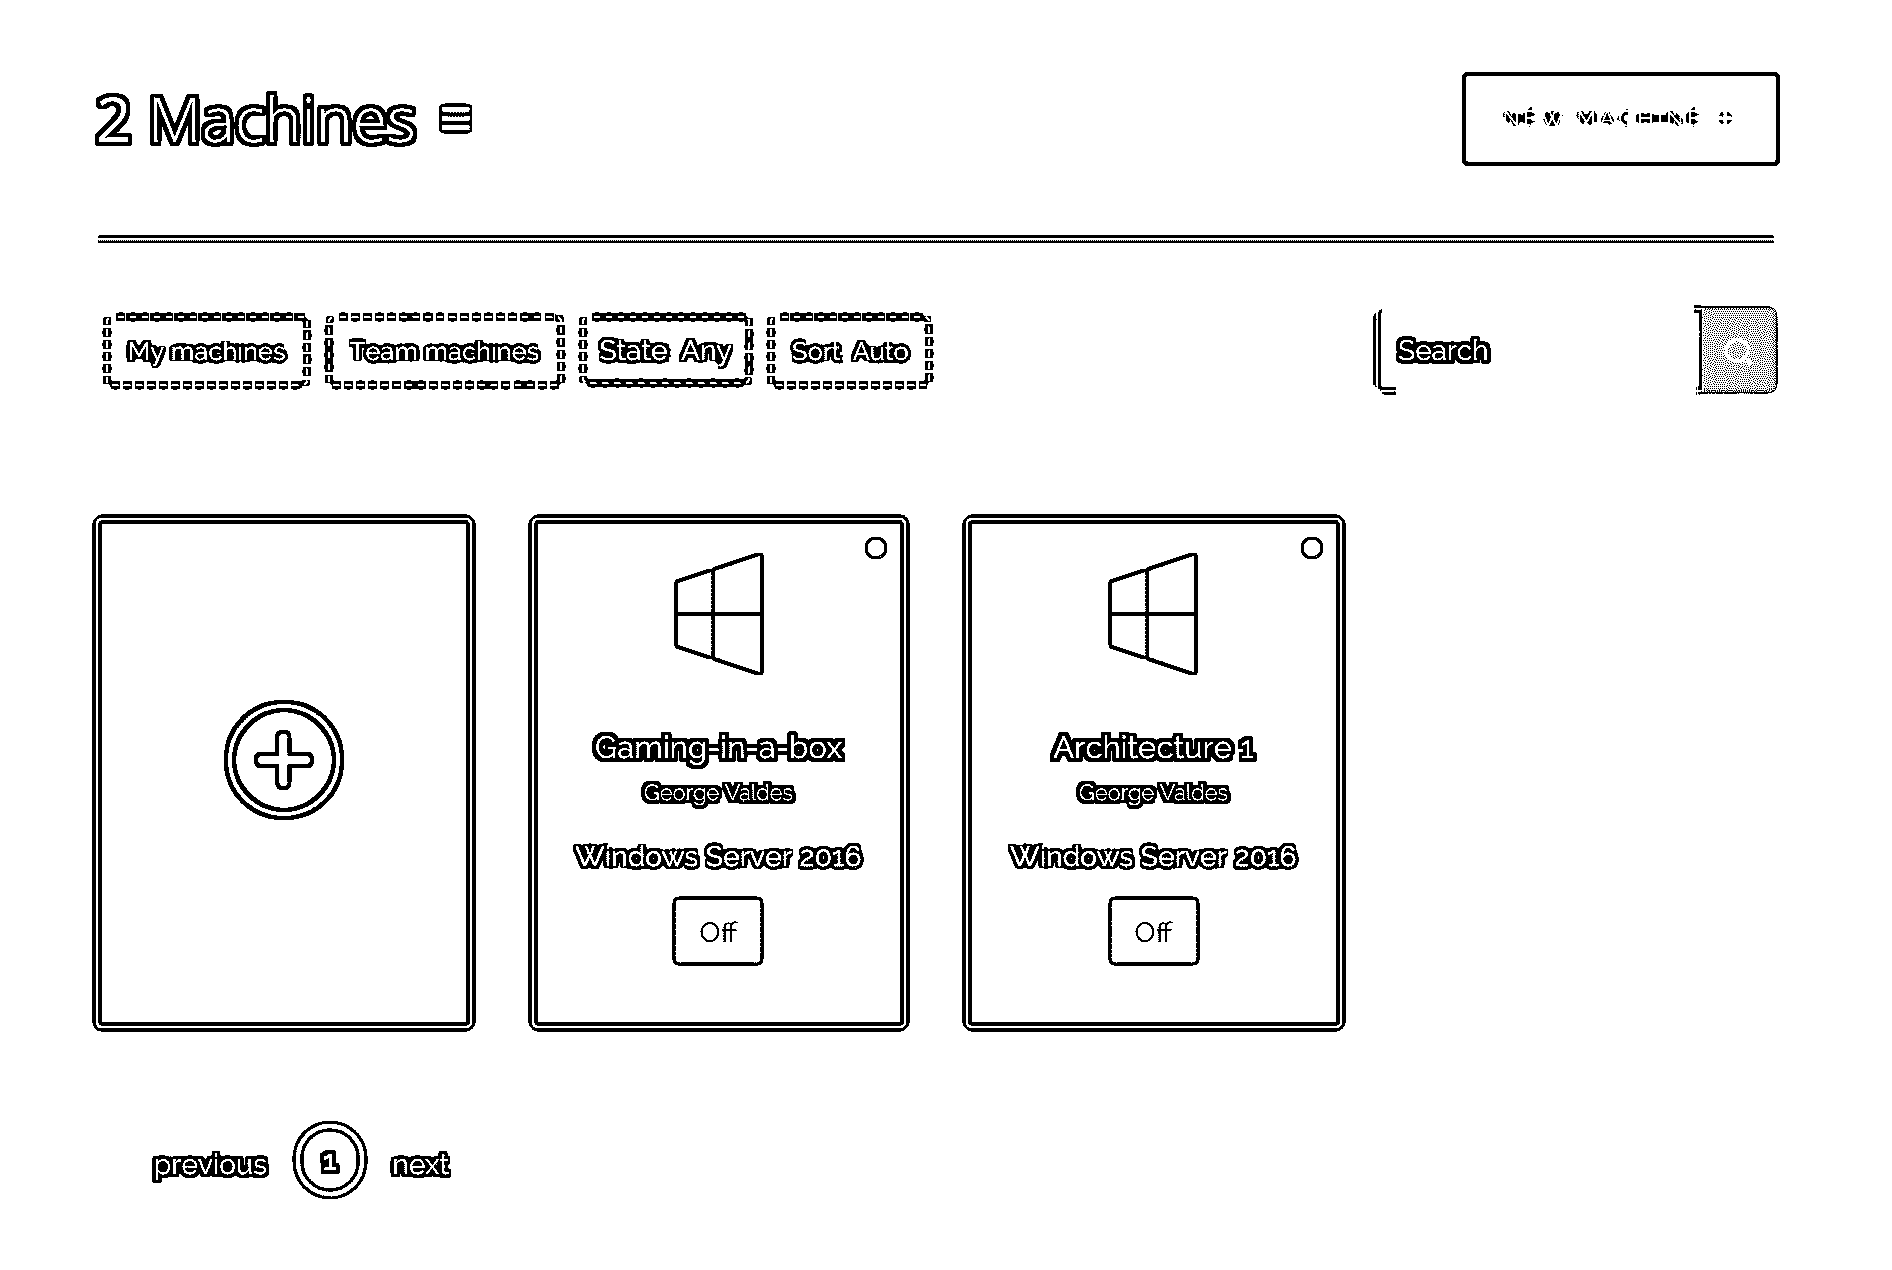 2 Machines
NEW MACHINE +
My machines Team machines State Any Sort Auto Search
Gaming-in-a-box
George Valdes
Windows Server 2016
Off
Architecture 1
George Valdes
Windows Server 2016
Off
previous 1 next